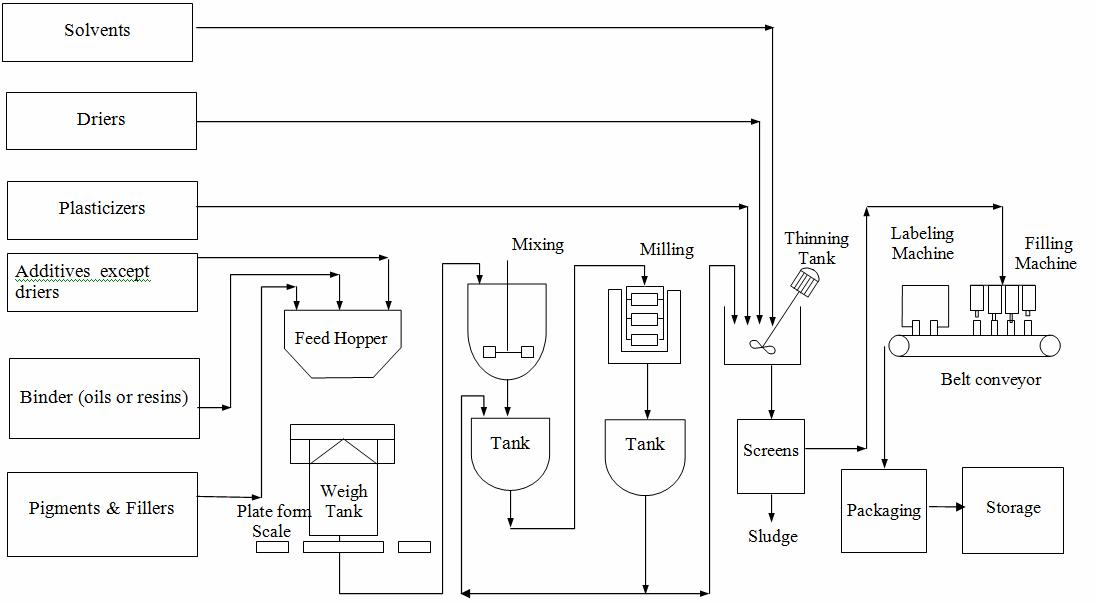 Solvents
Driers
Plasticizers
Additives except
driers
Binder (oils or resins)
Pigments & Fillers
Feed Hopper
Weigh
Tank
Plate form
Scale
Mixing
Tank
Milling
Tank
Thinning
Tank
Screens
Sludge
Labeling
Machine
Filling
Machine
Belt conveyor
Packaging
Storage